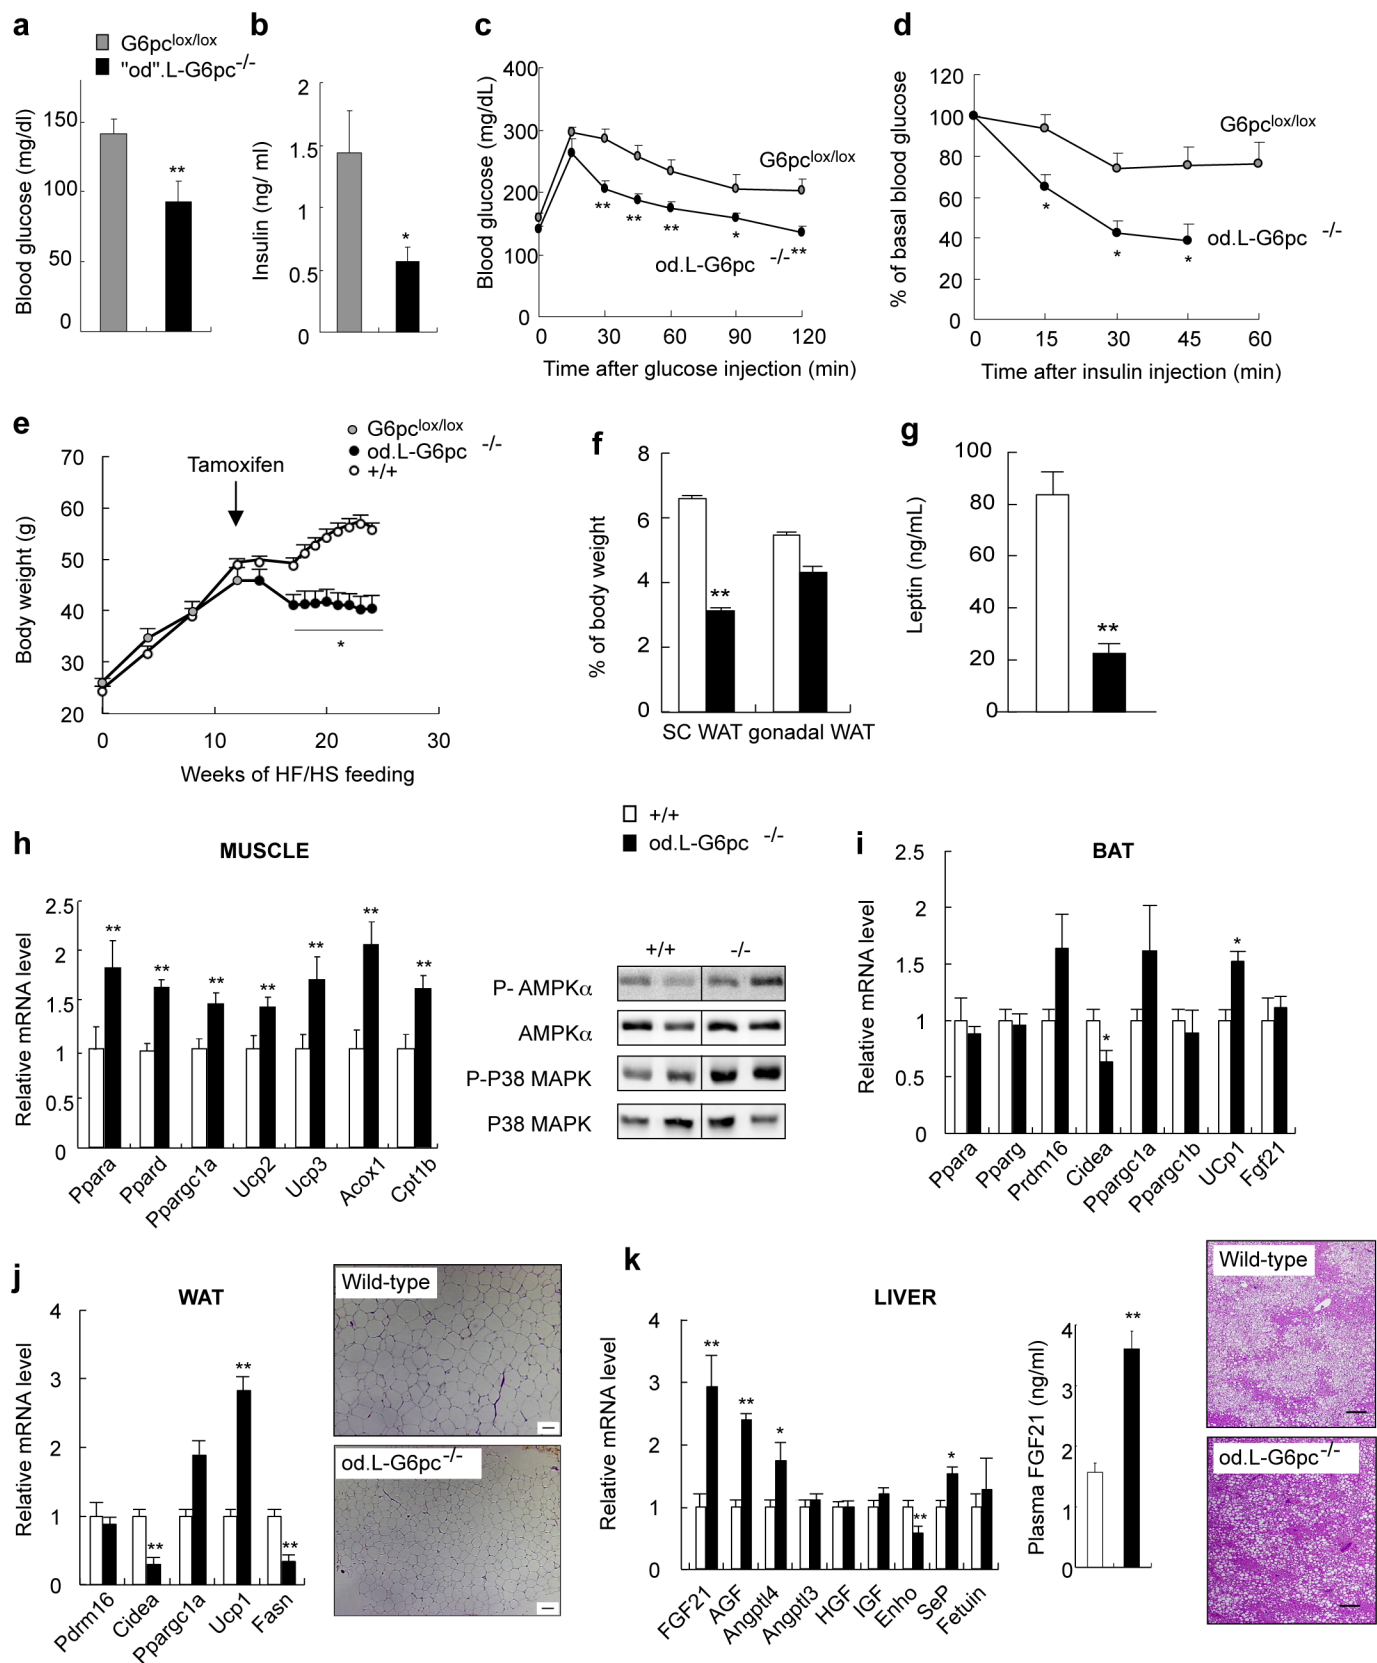 a
G6pc lox/lox
"od".L-G6pc -/-
Blood glucose (mg/dl)
150
100
50
0
**
b
Insulin (ng/ ml)
2
1.5
1
0.5
0
*
c
Blood glucose (mg/dL)
400
300
200
100
0
G6pc lox/lox
** ** ** * **
od.L-G6pc -/-
0 30 60 90 120
Time after glucose injection (min)
d
% of basal blood glucose
120
100
80
60
40
20
0
G6pc lox/lox
od.L-G6pc -/-
* * *
0 15 30 45 60
Time after insulin injection (min)
e
G6pc lox/lox
od.L-G6pc -/-
+/+
Tamoxifen
Body weight (g)
70
60
50
40
30
20
*
0 10 20 30
Weeks of HF/HS feeding
f
% of body weight
8
6
4
2
0
**
SC WAT gonadal WAT
g
Leptin (ng/mL)
100
80
60
40
20
0
**
+/+
od.L-G6pc -/-
h
MUSCLE
Relative mRNA level
2.5
2
1.5
1
0.5
0
** ** ** ** ** ** **
Ppara Ppard Ppargc1a Ucp2 Ucp3 Acox1 Cpt1b
+/+ -/-
P- AMPKα
AMPKα
P-P38 MAPK
P38 MAPK
i
BAT
Relative mRNA level
2.5
2
1.5
1
0.5
0
* *
Ppara Pparg Prdm16 Cidea Ppargc1a Ppargc1b UCp1 Fgf21
j
WAT
Relative mRNA level
4
3
2
1
0
** ** **
Pdrm16 Cidea Ppargc1a Ucp1 Fasn
Wild-type
od.L-G6pc -/-
k
LIVER
Relative mRNA level
4
3
2
1
0
** ** * ** *
FGF21 AGF Angptl4 Angptl3 HGF IGF Enho SeP Fetuin
Plasma FGF21 (ng/ml)
4
3
2
1
0
**
Wild-type
od.L-G6pc -/-